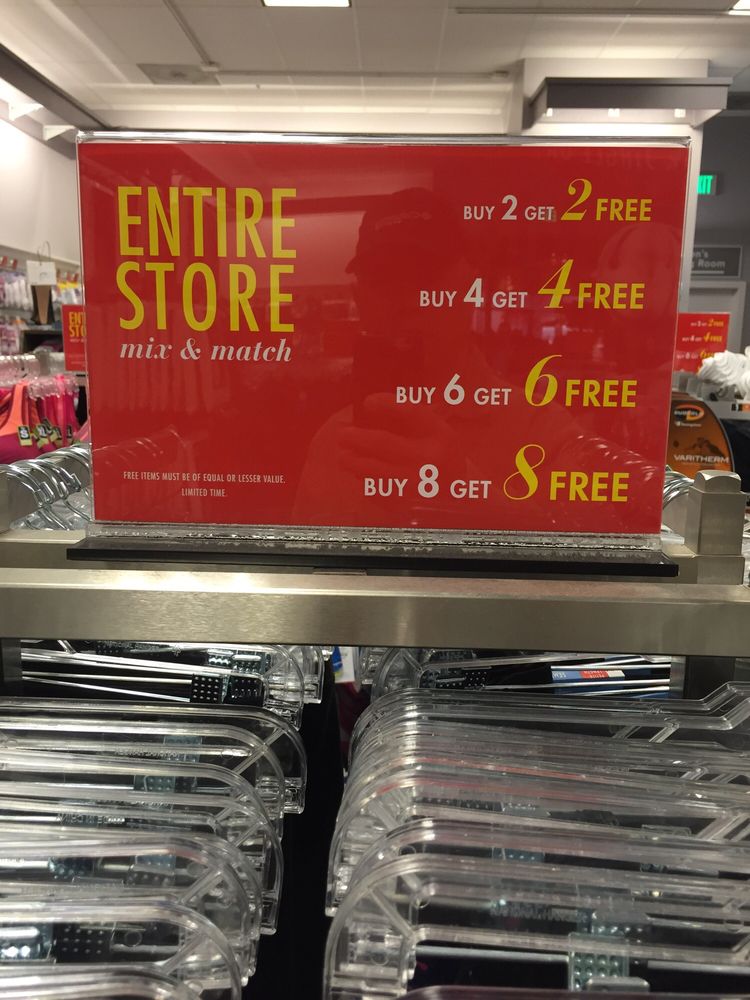 ENTIRE
STORE
mix & match
FREE ITEMS MUST BE OF EQUAL OR LESSER VALUE.
LIMITED TIME.
BUY 2 GET 2 FREE
BUY 4 GET 4 FREE
BUY 6 GET 6 FREE
BUY 8 GET 8 FREE
Room
VARITHERM